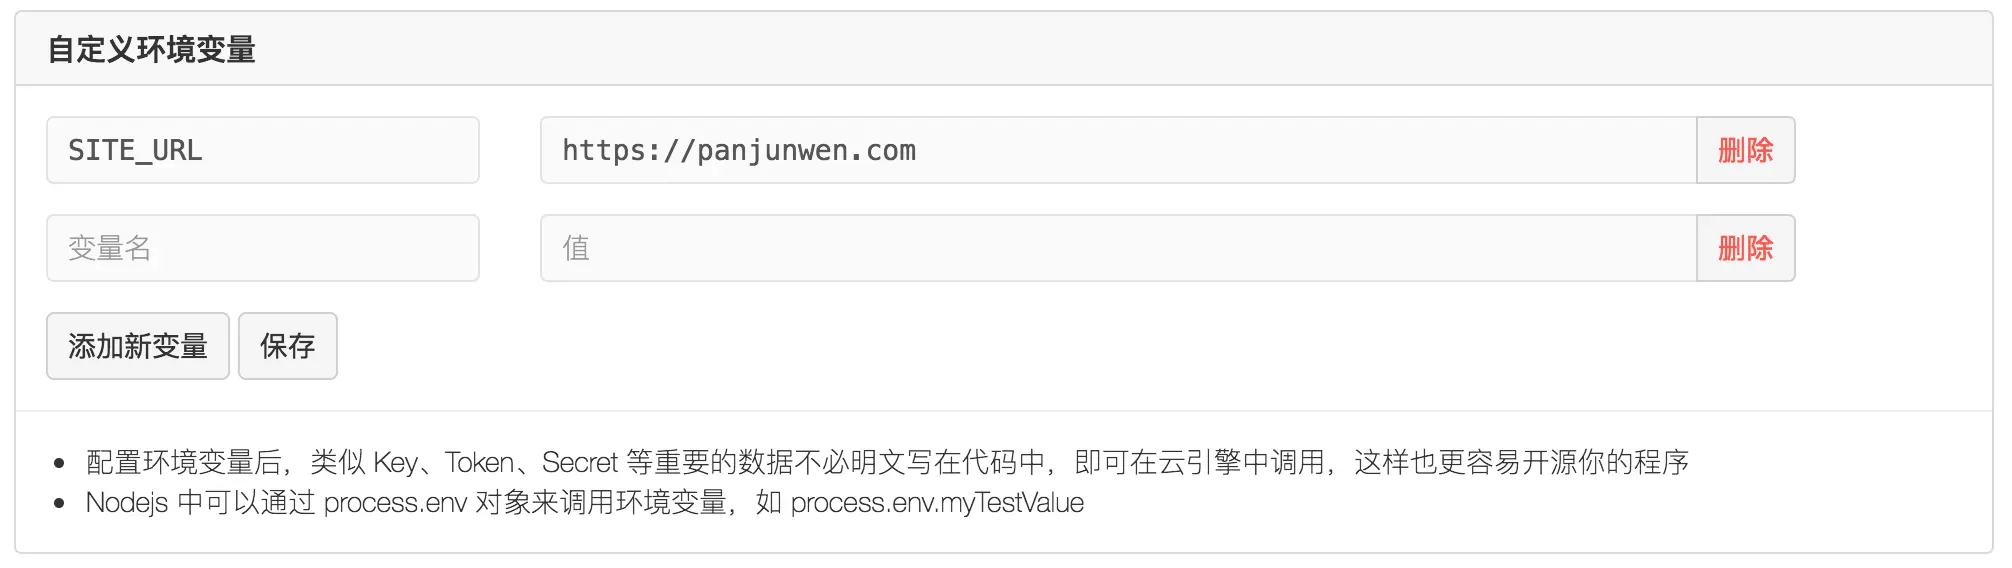 自定义环境变量
SITE_URL https://panjunwen.com 删除
变量名 值 删除
添加新变量 保存
配置环境变量后，类似 Key、Token、Secret 等重要的数据不必明文写在代码中，即可在云引擎中调用，这样也更容易开源你的程序
Nodejs 中可以通过 process.env 对象来调用环境变量，如 process.env.myTestValue